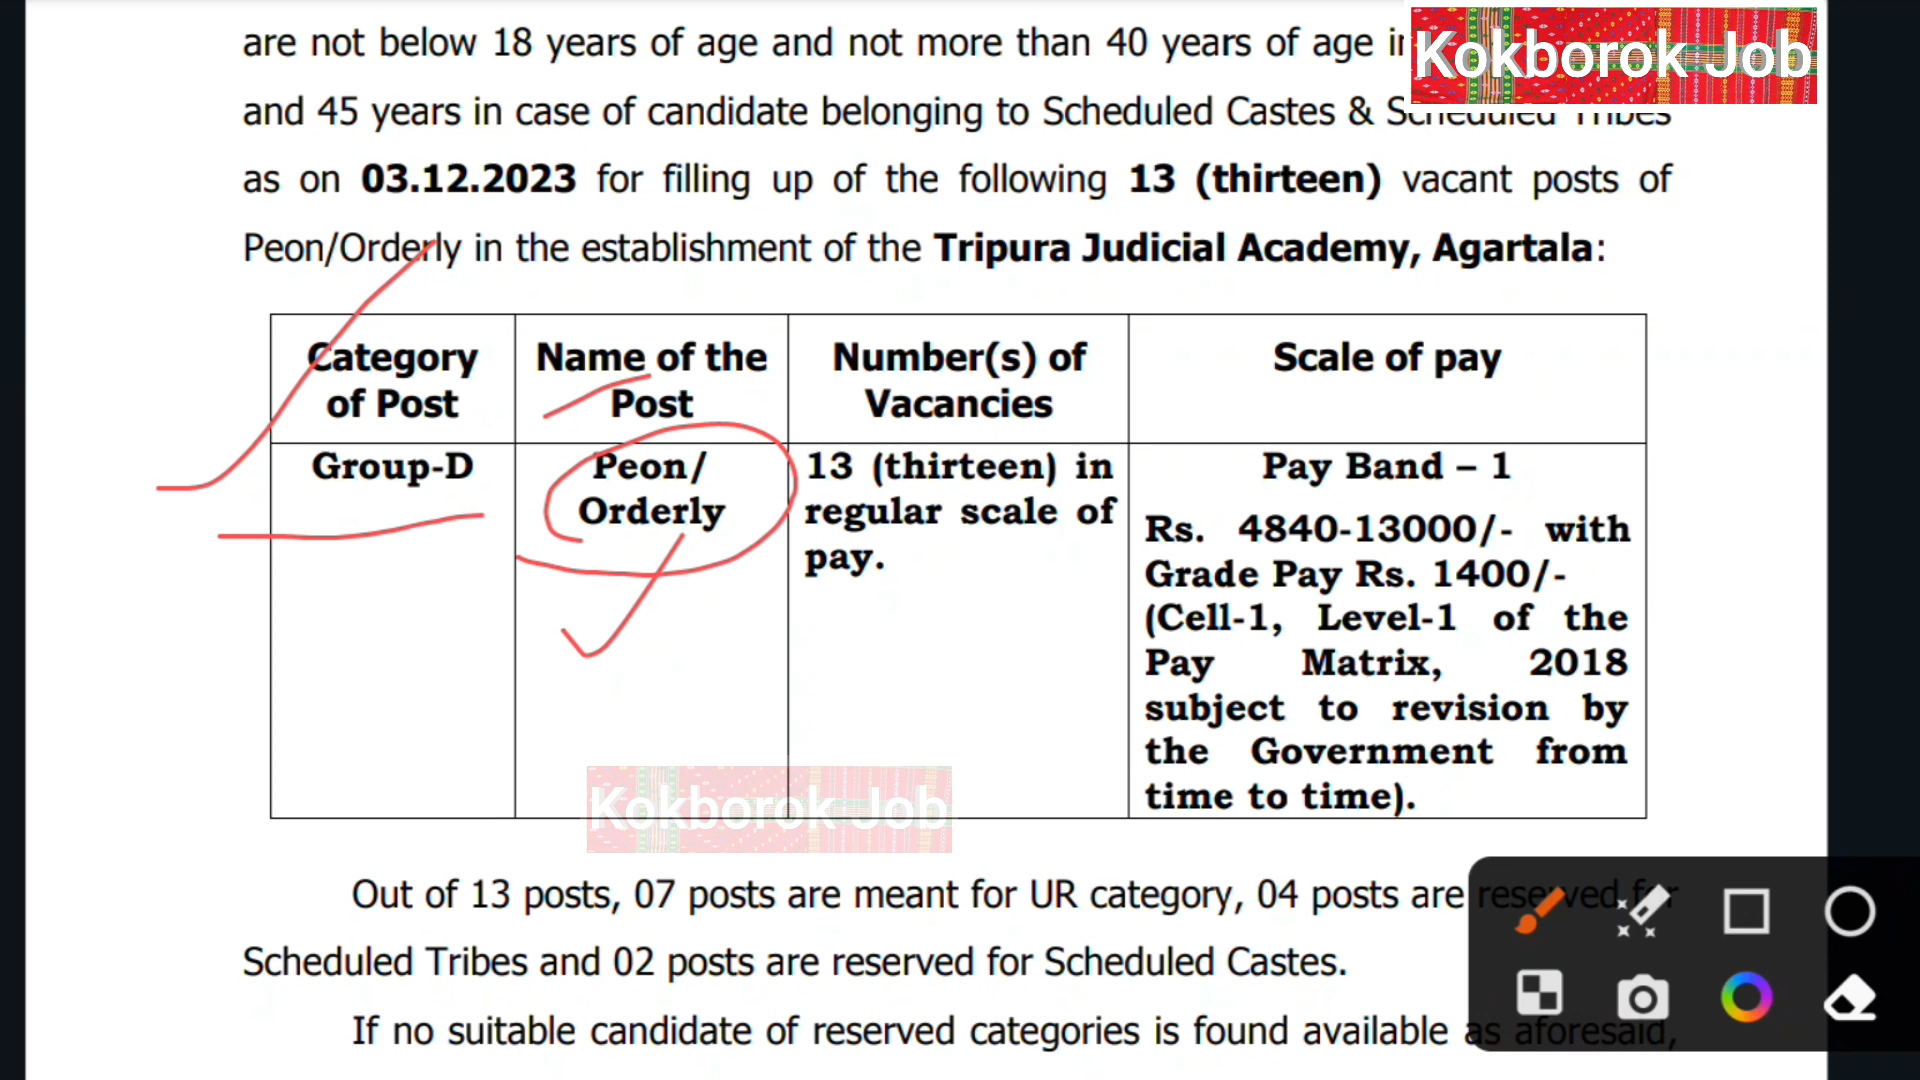 are not below 18 years of age and not more than 40 years of age
Kokborok Job
and 45 years in case of candidate belonging to Scheduled Castes & Scheduled Tribes
as on 03.12.2023 for filling up of the following 13 (thirteen) vacant posts of
Peon/Orderly in the establishment of the Tripura Judicial Academy, Agartala:
Category of Post
Name of the Post
Number(s) of Vacancies
Scale of pay
Group-D
Peon/
Orderly
13 (thirteen) in
regular scale of
pay.
Pay Band – 1
Rs. 4840-13000/- with
Grade Pay Rs. 1400/-
(Cell-1, Level-1 of the
Pay Matrix, 2018
subject to revision by
the Government from
time to time).
Kokborok Job
Out of 13 posts, 07 posts are meant for UR category, 04 posts are reserved for
Scheduled Tribes and 02 posts are reserved for Scheduled Castes.
If no suitable candidate of reserved categories is found available as aforesaid,